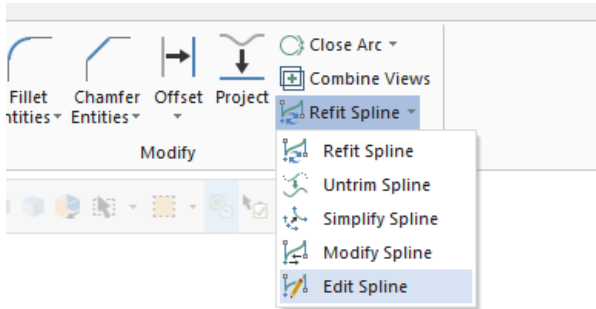 Close Arc
Combine Views
Fillet
ntities
Chamfer
Entities
Offset
Project
Refit Spline
Modify
Refit Spline
Untrim Spline
Simplify Spline
Modify Spline
Edit Spline